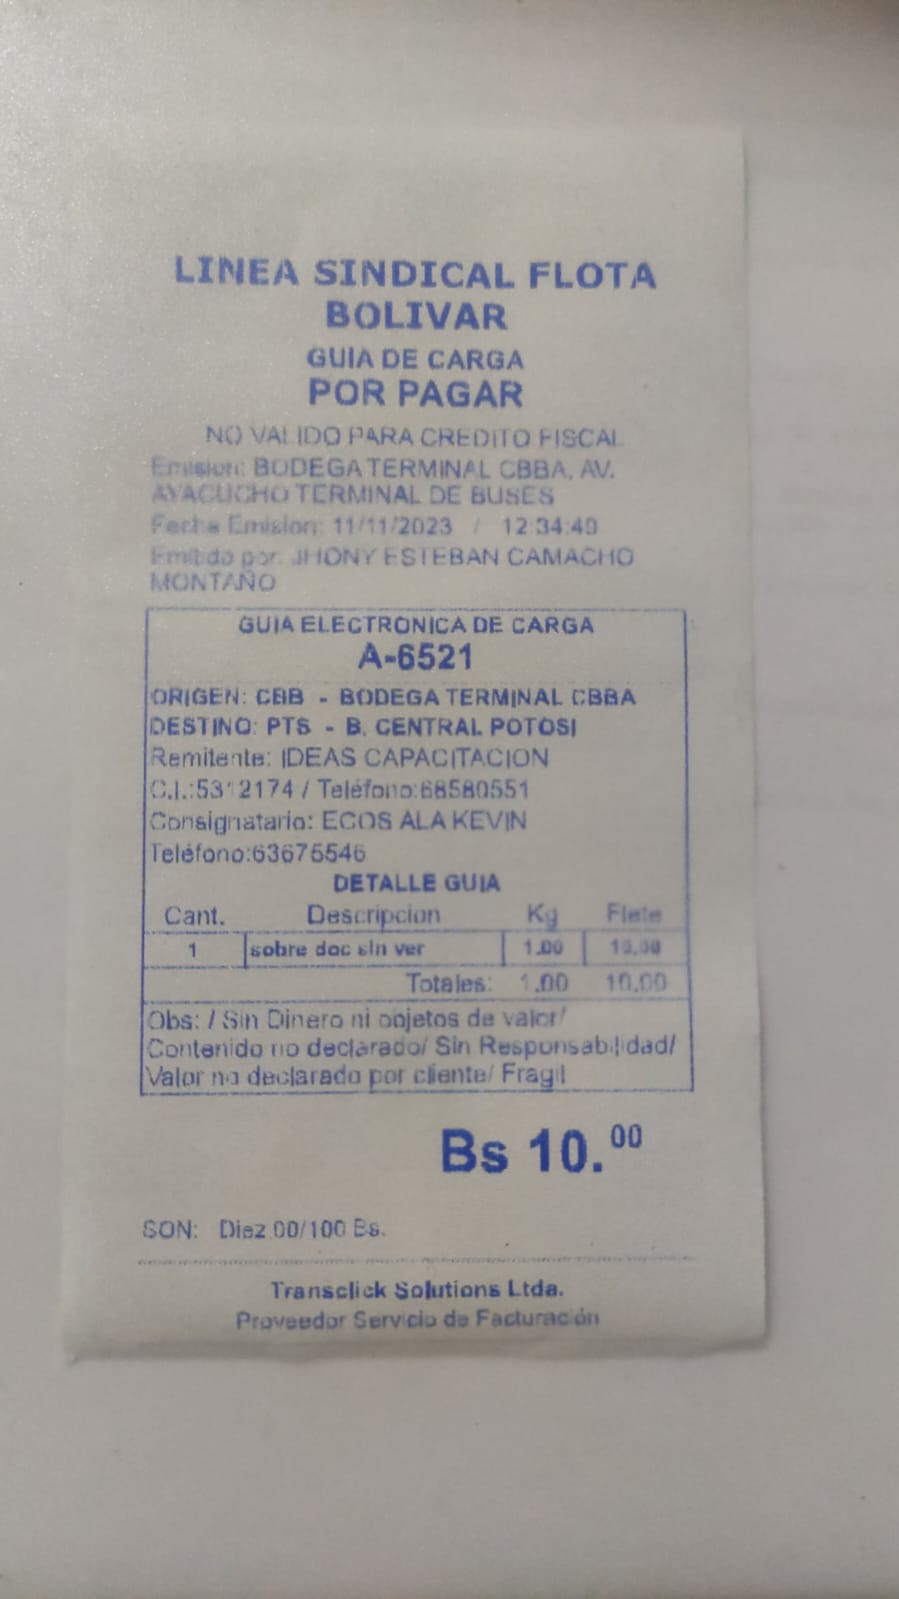 LINEA SINDICAL FLOTA
BOLIVAR
GUIA DE CARGA
POR PAGAR
NO VALIDO PARA CREDITO FISCAL
Emision: BODEGA TERMINAL CBBA, AV.
AYACUCHO TERMINAL DE BUSES
Fecha Emision: 11/11/2023 / 12:34:49
Emitido por: JHONY ESTEBAN CAMACHO
MONTAÑO
GUIA ELECTRONICA DE CARGA
A-6521
ORIGEN: CBB - BODEGA TERMINAL CBBA
DESTINO: PTS - B. CENTRAL POTOSI
Remitente: IDEAS CAPACITACION
C.I.:5312174 / Teléfono:68580551
Consignatario: ECOS ALA KEVIN
Teléfono:63675546
DETALLE GUIA
Cant. Descripcion Kg Flete
1 sobre doc sin ver 1.00 10.00
Totales: 1.00 10.00
Obs: / Sin Dinero ni objetos de valor/
Contenido no declarado/ Sin Responsabilidad/
Valor no declarado por cliente/ Fragil
Bs 10.00
SON: Diez 00/100 Bs.
Transclick Solutions Ltda.
Proveedor Servicio de Facturación